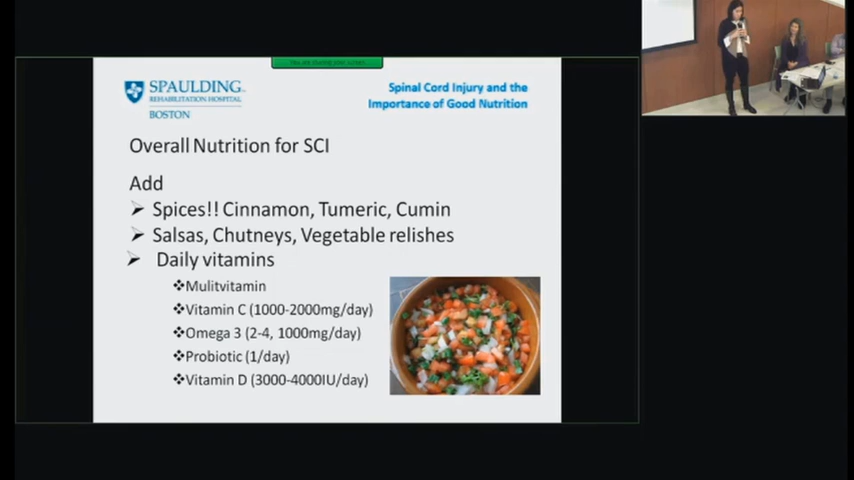 SPAULDING
REHABILITATION HOSPITAL
BOSTON
Spinal Cord Injury and the
Importance of Good Nutrition
Overall Nutrition for SCI
Add
Spices!! Cinnamon, Tumeric, Cumin
Salsas, Chutneys, Vegetable relishes
Daily vitamins
Mulitvitamin
Vitamin C (1000-2000mg/day)
Omega 3 (2-4, 1000mg/day)
Probiotic (1/day)
Vitamin D (3000-4000IU/day)